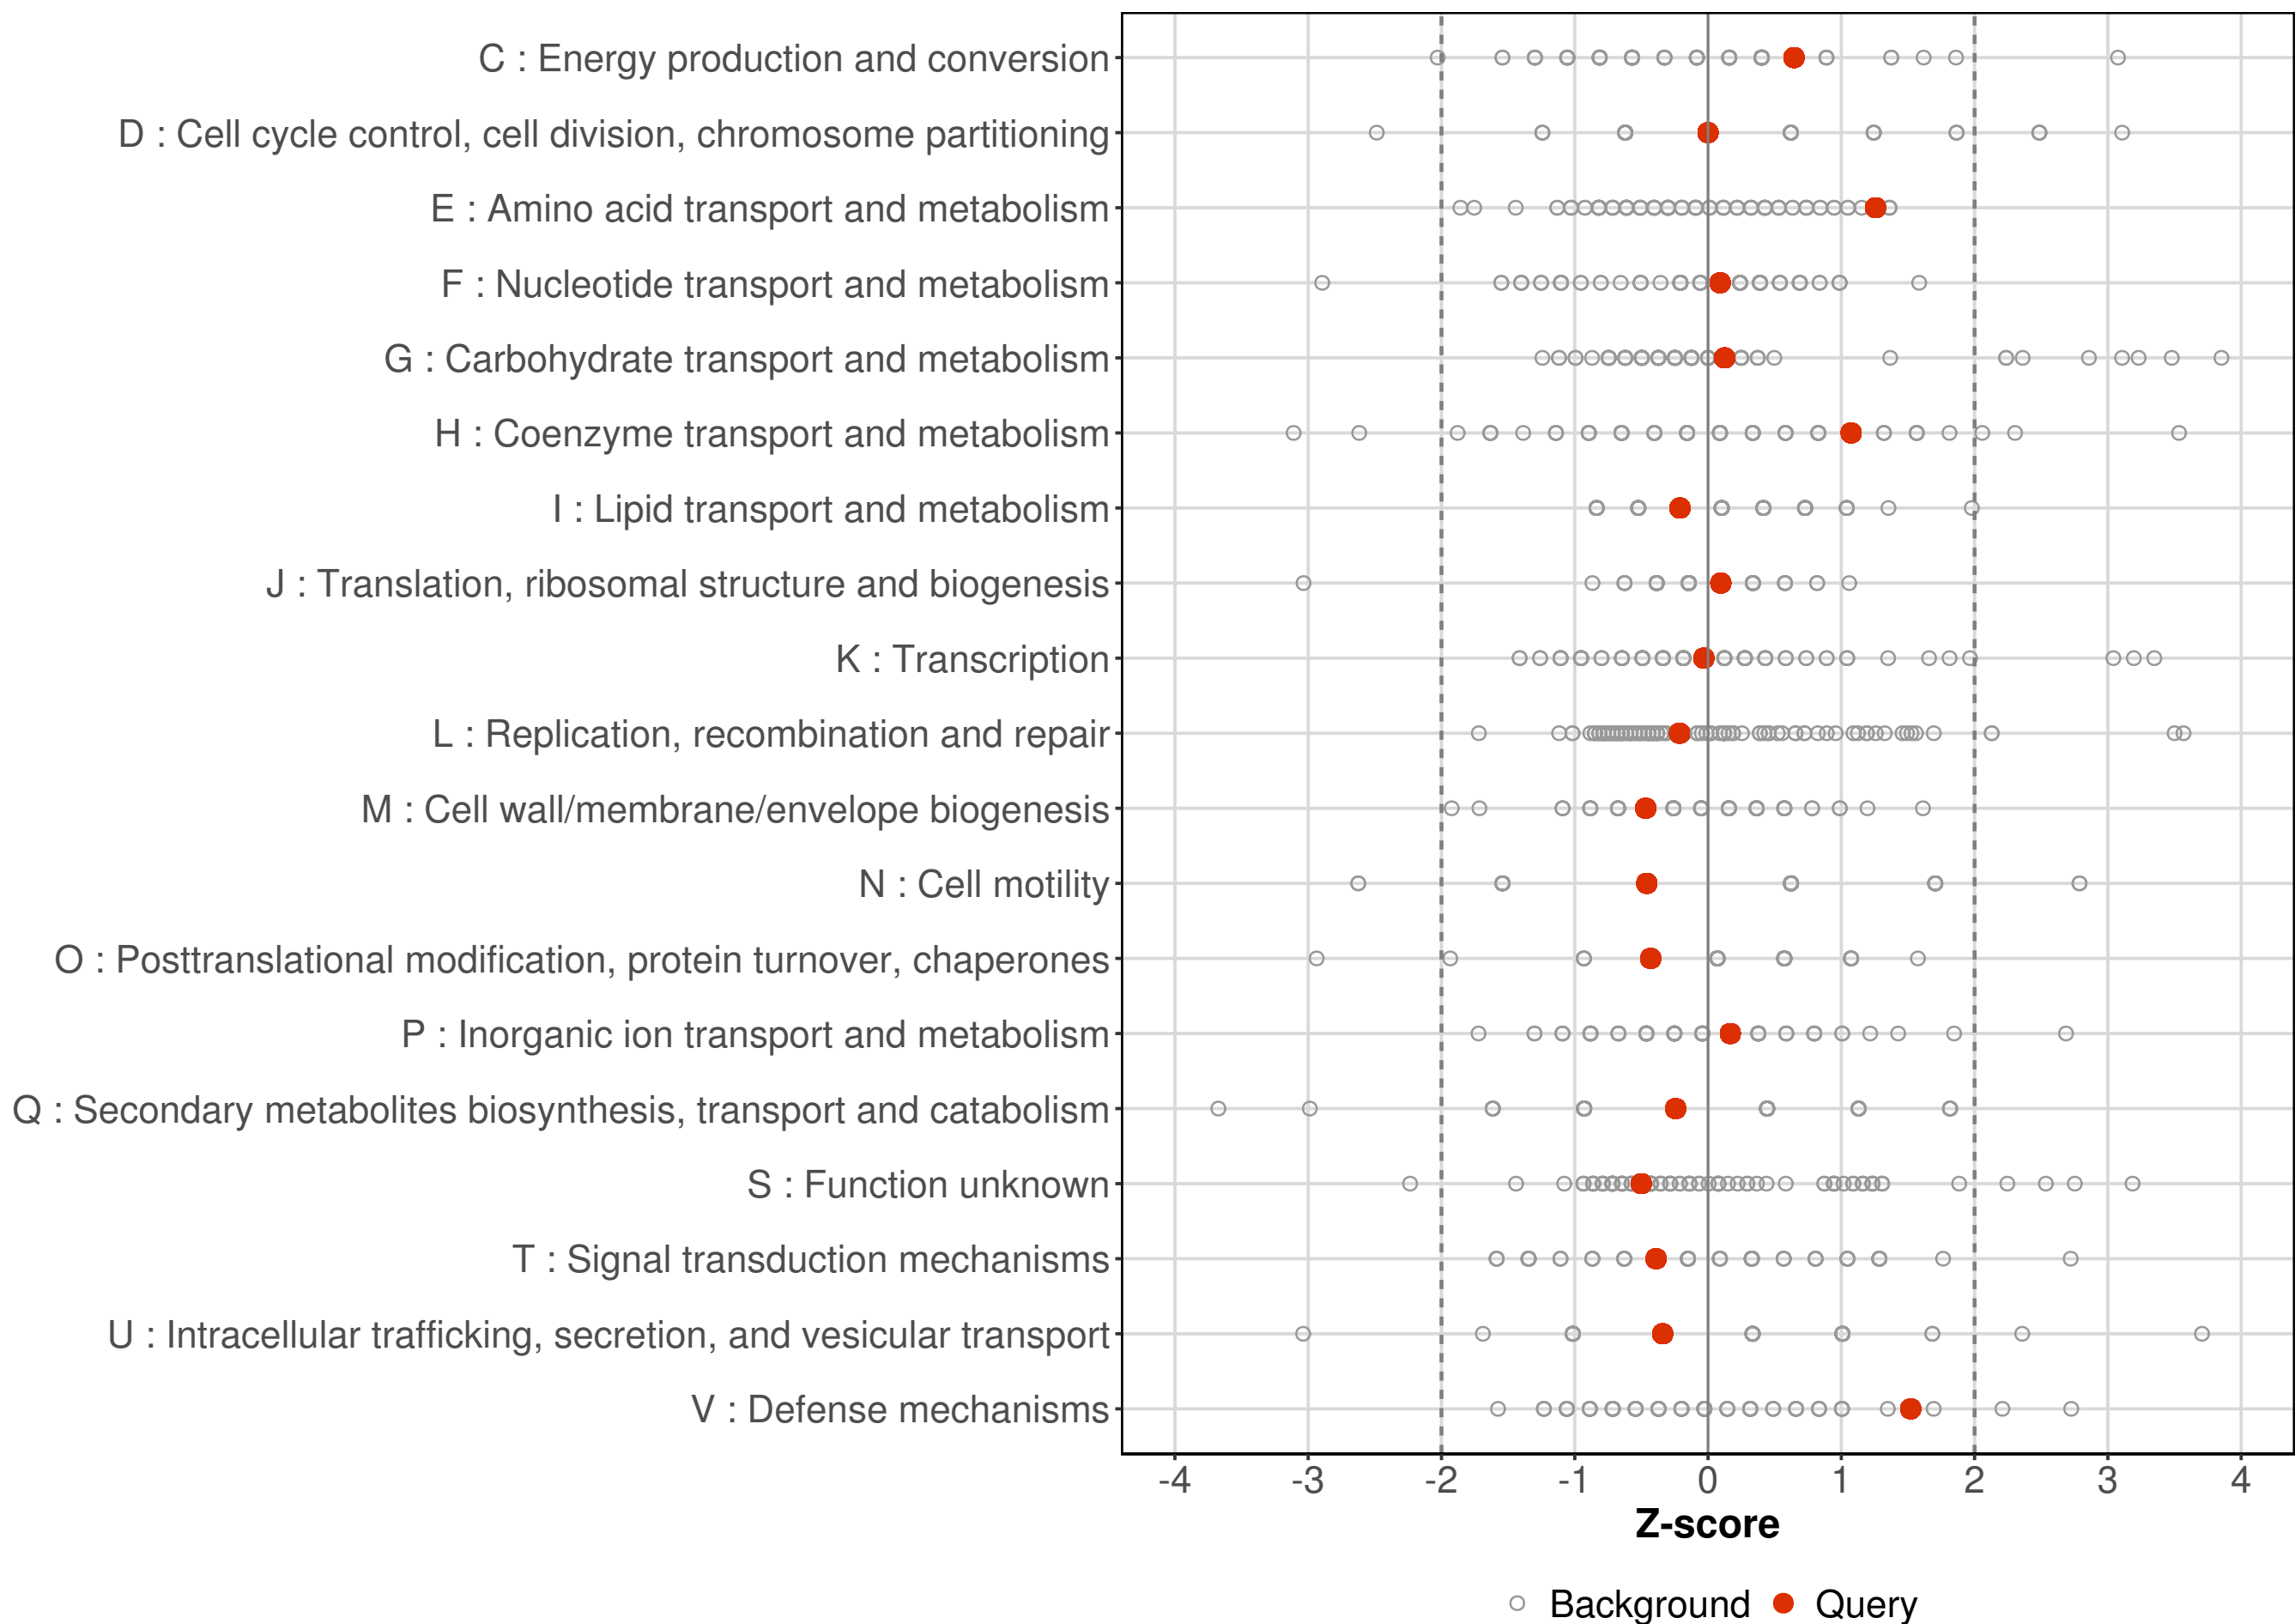 C : Energy production and conversion
D : Cell cycle control, cell division, chromosome partitioning
E : Amino acid transport and metabolism
F : Nucleotide transport and metabolism
G : Carbohydrate transport and metabolism
H : Coenzyme transport and metabolism
I : Lipid transport and metabolism
J : Translation, ribosomal structure and biogenesis
K : Transcription
L : Replication, recombination and repair
M : Cell wall/membrane/envelope biogenesis
N : Cell motility
O : Posttranslational modification, protein turnover, chaperones
P : Inorganic ion transport and metabolism
Q : Secondary metabolites biosynthesis, transport and catabolism
S : Function unknown
T : Signal transduction mechanisms
U : Intracellular trafficking, secretion, and vesicular transport
V : Defense mechanisms
-4 -3 -2 -1 0 1 2 3 4
Z-score
Background Query